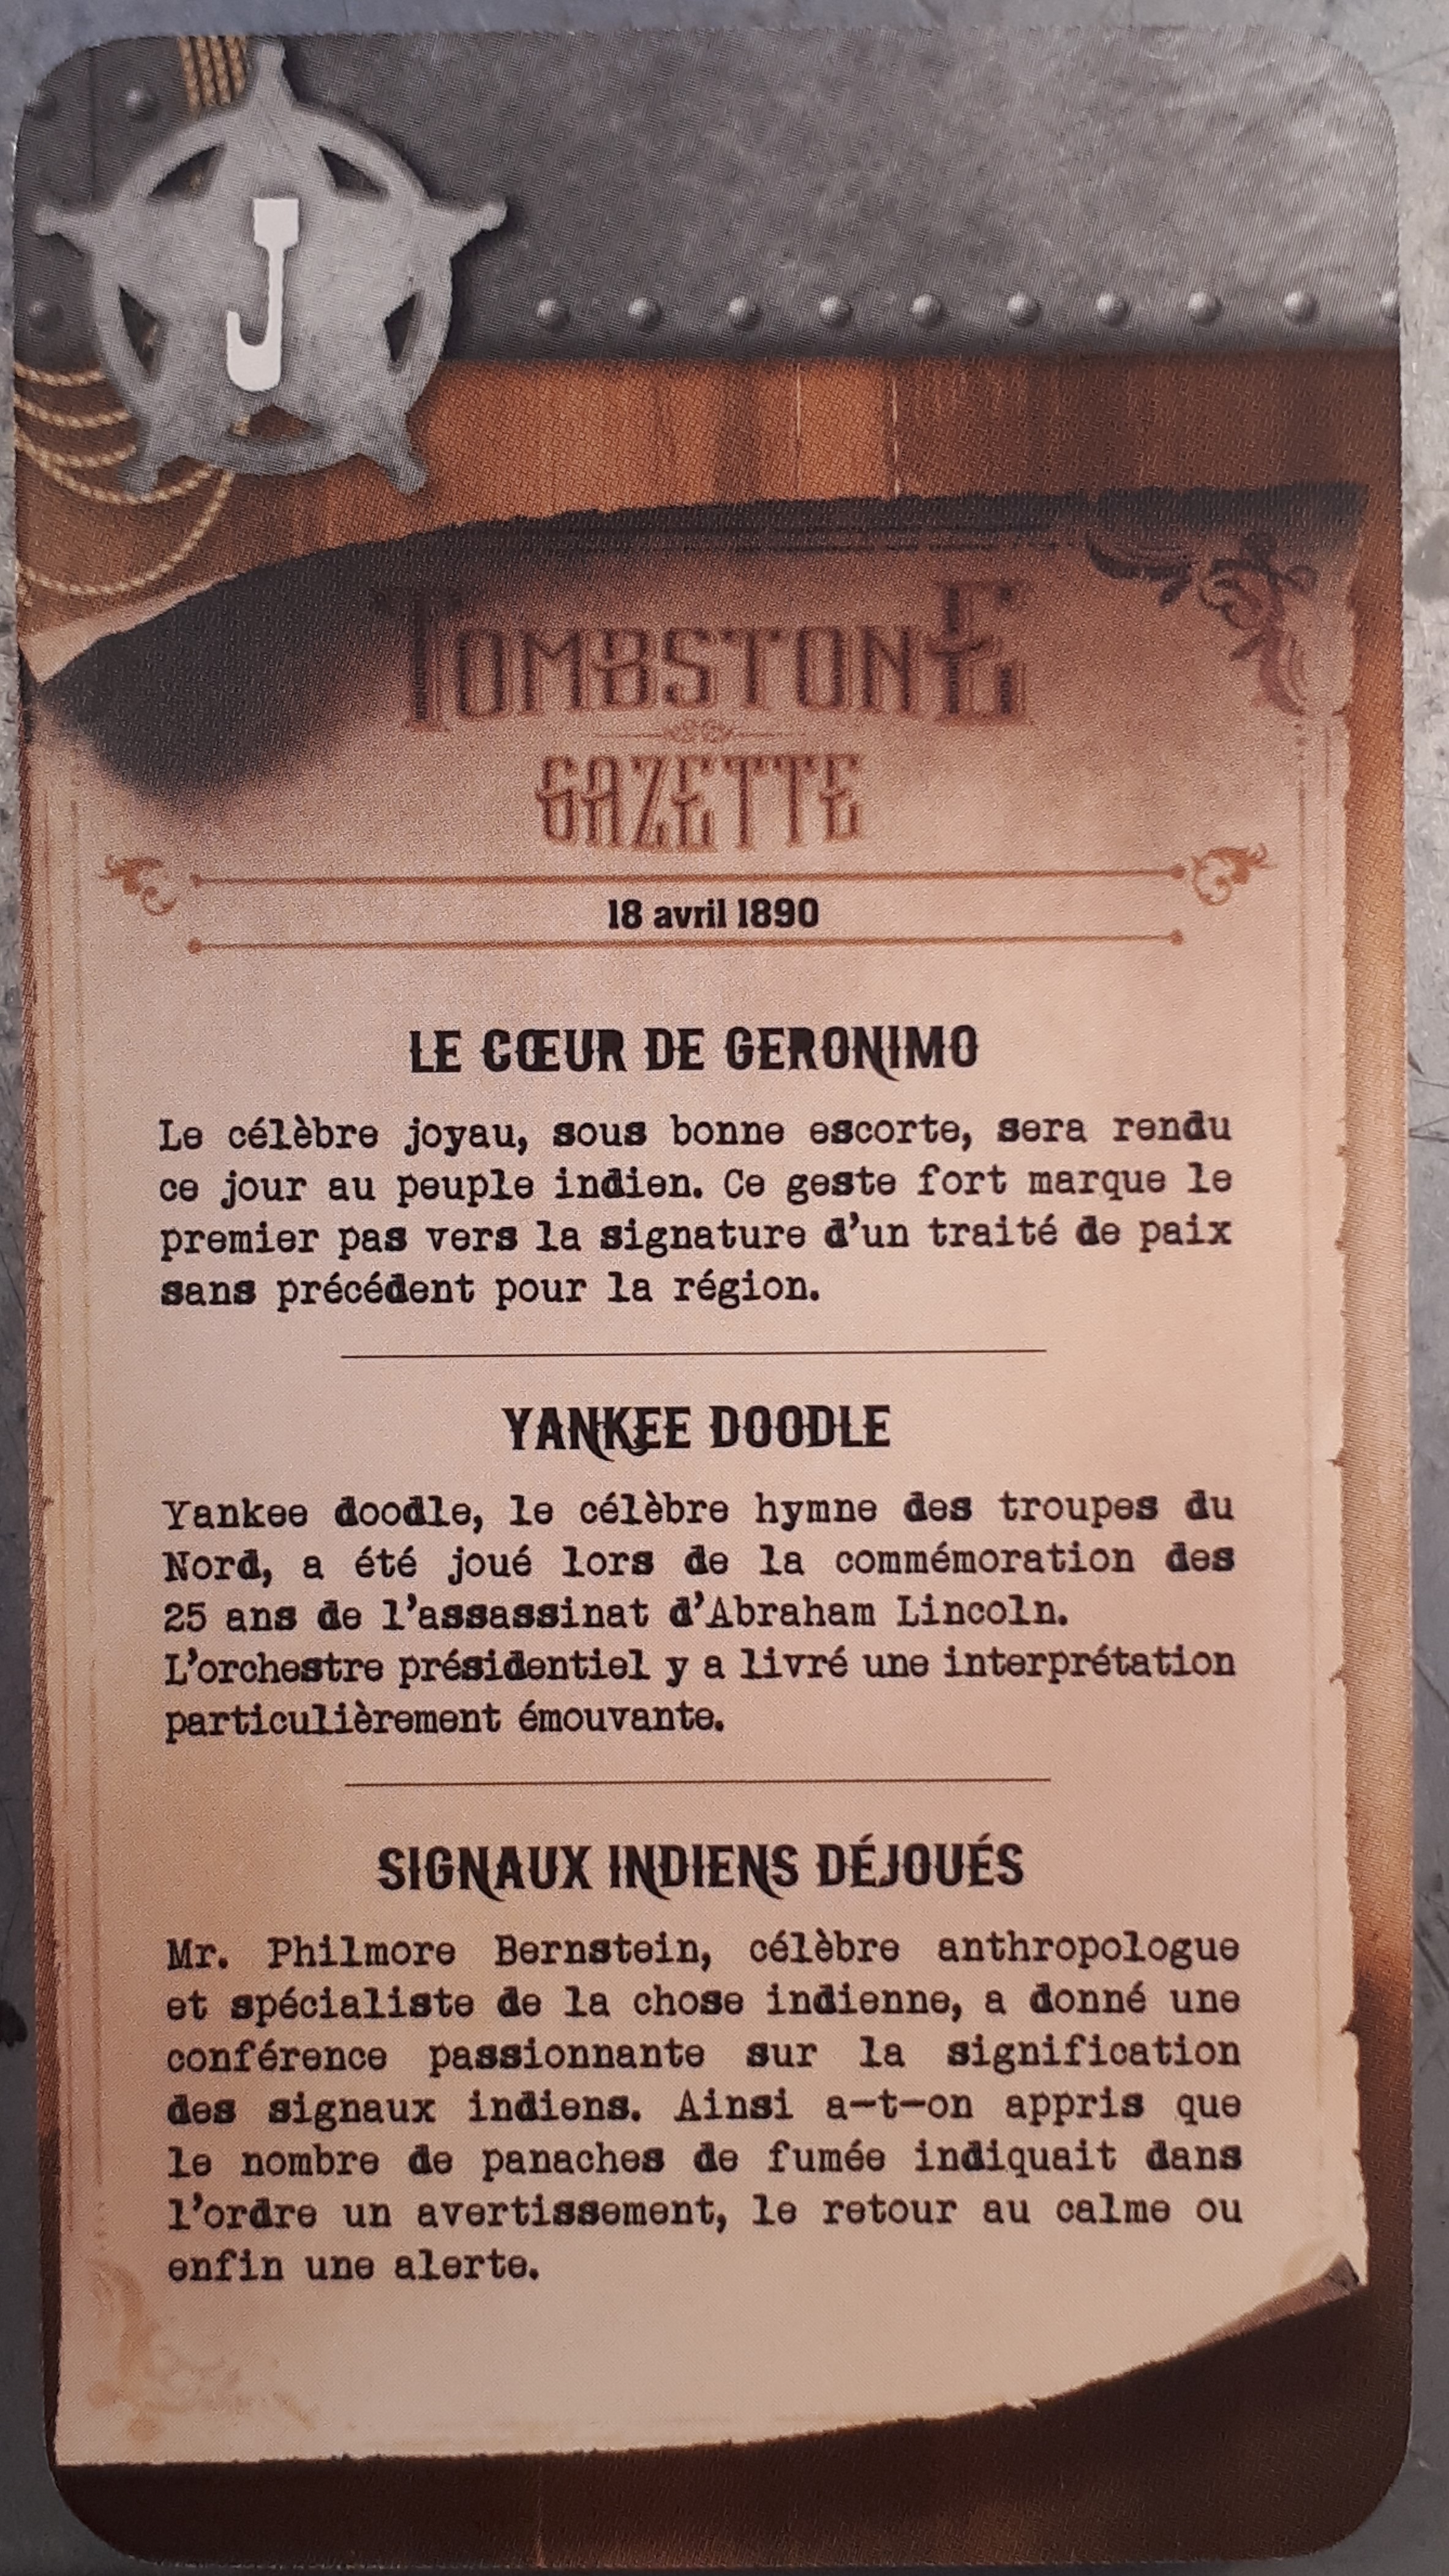 J
TOMBSTONE
GAZETTE
18 avril 1890
LE CŒUR DE GERONIMO
Le célèbre joyau, sous bonne escorte, sera rendu
ce jour au peuple indien. Ce geste fort marque le
premier pas vers la signature d'un traité de paix
sans précédent pour la région.
YANKEE DOODLE
Yankee doodle, le célèbre hymne des troupes du
Nord, a été joué lors de la commémoration des
25 ans de l'assassinat d'Abraham Lincoln.
L'orchestre présidentiel y a livré une interprétation
particulièrement émouvante.
SIGNAUX INDIENS DÉJOUÉS
Mr. Philmore Bernstein, célèbre anthropologue
et spécialiste de la chose indienne, a donné une
conférence passionnante sur la signification
des signaux indiens. Ainsi a-t-on appris que
le nombre de panaches de fumée indiquait dans
l'ordre un avertissement, le retour au calme ou
enfin une alerte.